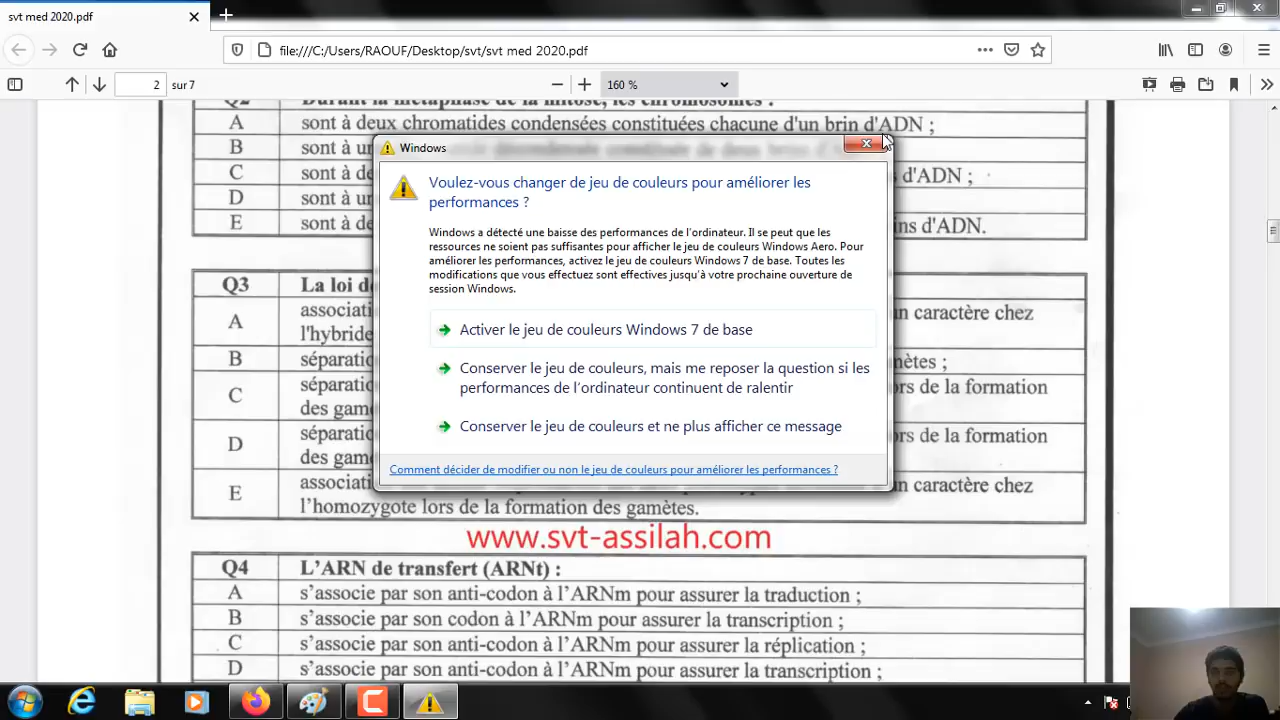 svt med 2020.pdf
file:///C:/Users/RAOUF/Desktop/svt/svt med 2020.pdf
2 sur 7
160 %
Q2 Durant la métaphase de la mitose, les chromosomes :
A sont à deux chromatides condensées constituées chacune d'un brin d'ADN ;
B sont à un
C sont à de s d'ADN ;
D sont à un
E sont à de ins d'ADN.
Windows
Voulez-vous changer de jeu de couleurs pour améliorer les
performances ?
Windows a détecté une baisse des performances de l'ordinateur. Il se peut que les
ressources ne soient pas suffisantes pour afficher le jeu de couleurs Windows Aero. Pour
améliorer les performances, activez le jeu de couleurs Windows 7 de base. Toutes les
modifications que vous effectuez sont effectives jusqu'à votre prochaine ouverture de
session Windows.
Activer le jeu de couleurs Windows 7 de base
Conserver le jeu de couleurs, mais me reposer la question si les
performances de l'ordinateur continuent de ralentir
Conserver le jeu de couleurs et ne plus afficher ce message
Comment décider de modifier ou non le jeu de couleurs pour améliorer les performances ?
Q3 La loi d
A associati un caractère chez
l'hybride
B séparatio mètes ;
C séparatio ors de la formation
des gam
D séparatio ors de la formation
des gam
E un caractère chez
l'homozygote lors de la formation des gamètes.
www.svt-assilah.com
Q4 L'ARN de transfert (ARNt) :
A s'associe par son anti-codon à l'ARNm pour assurer la traduction ;
B s'associe par son codon à l'ARNm pour assurer la transcription ;
C s'associe par son anti-codon à l'ARNm pour assurer la réplication ;
D s'associe par son anti-codon à l'ARNm pour assurer la transcription ;